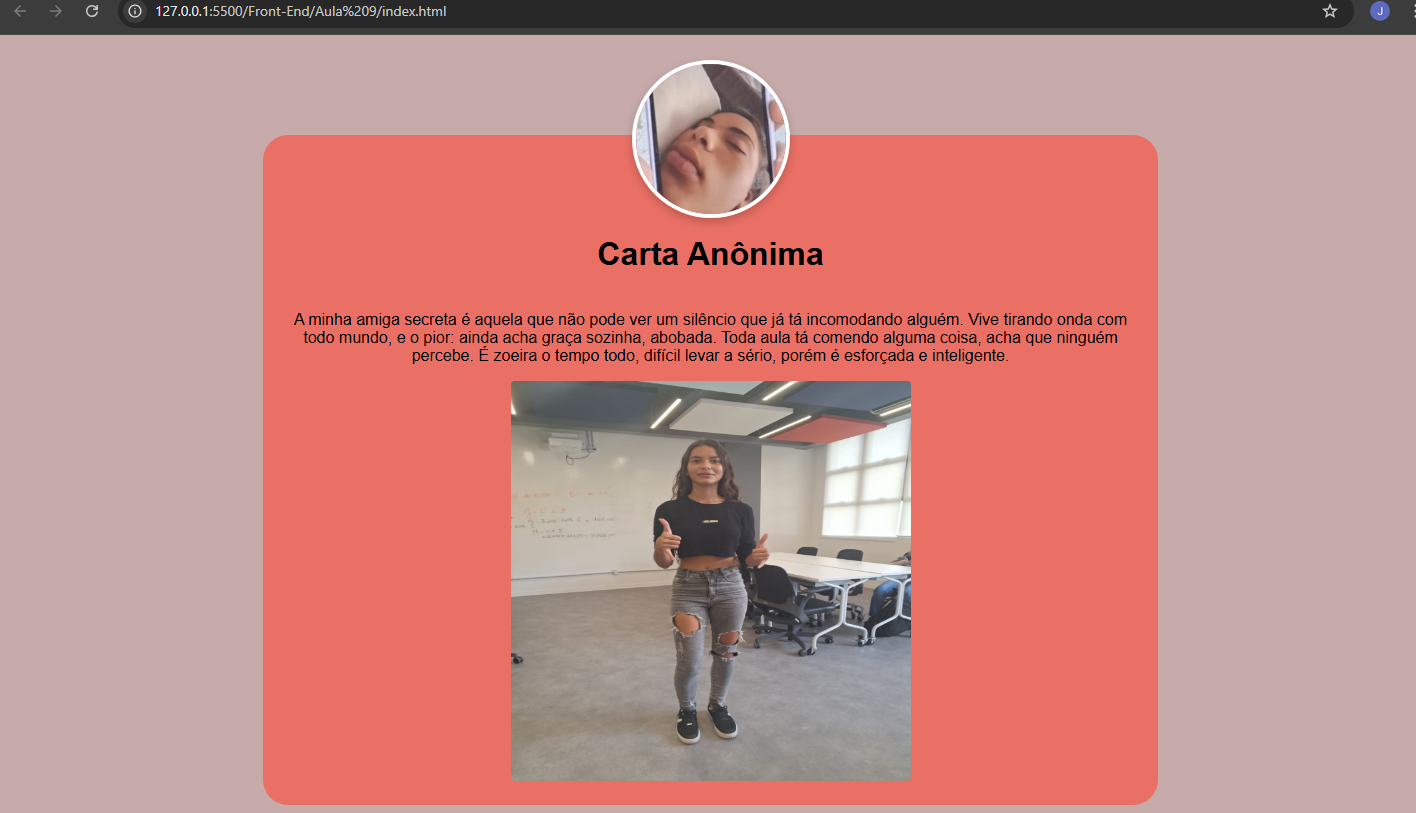 127.0.0.1:5500/Front-End/Aula%209/index.html
J
Carta Anônima
A minha amiga secreta é aquela que não pode ver um silêncio que já tá incomodando alguém. Vive tirando onda com
todo mundo, e o pior: ainda acha graça sozinha, abobada. Toda aula tá comendo alguma coisa, acha que ninguém
percebe. É zoeira o tempo todo, difícil levar a sério, porém é esforçada e inteligente.